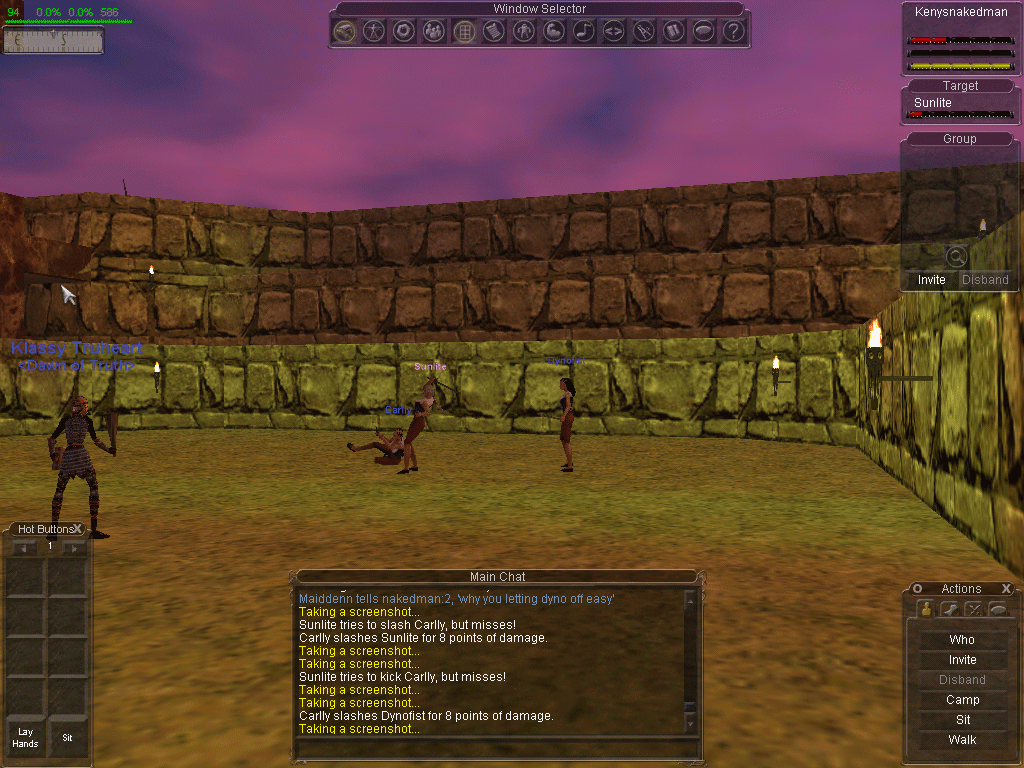 94 0.0% 0.0% 586
Window Selector
Kenysnakedman
E S
Target
Sunlite
Group
Invite Disband
Klassy Truheart
<Dawn of Truth>
Sunlite
Dynofist
Carlly
Hot Buttons X
1
Lay Hands
Sit
Main Chat
Maiddenn tells nakedman:2, 'why you letting dyno off easy'
Taking a screenshot...
Sunlite tries to slash Carlly, but misses!
Carlly slashes Sunlite for 8 points of damage.
Taking a screenshot...
Taking a screenshot...
Sunlite tries to kick Carlly, but misses!
Taking a screenshot...
Taking a screenshot...
Carlly slashes Dynofist for 8 points of damage.
Taking a screenshot...
Actions X
Who
Invite
Disband
Camp
Sit
Walk